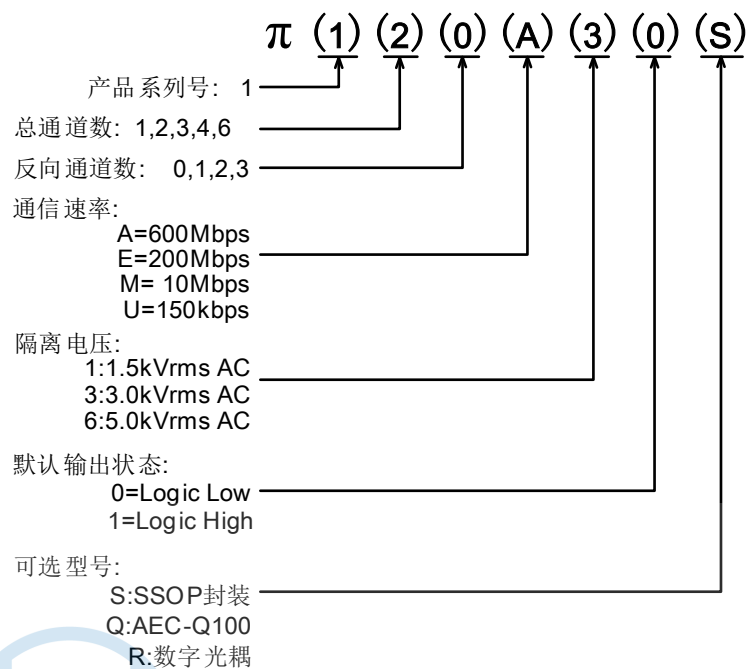 π (1) (2) (0) (A) (3) (0) (S)
产品系列号: 1
总通道数: 1,2,3,4,6
反向通道数: 0,1,2,3
通信速率:
A=600Mbps
E=200Mbps
M= 10Mbps
U=150kbps
隔离电压:
1:1.5kVrms AC
3:3.0kVrms AC
6:5.0kVrms AC
默认输出状态:
0=Logic Low
1=Logic High
可选型号:
S:SSOP封装
Q:AEC-Q100
R:数字光耦